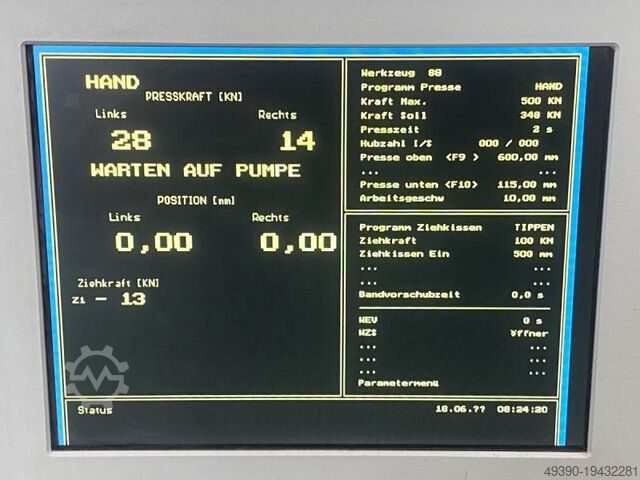 HAND
PRESSKRAFT [KN]
Links Rechts
28 14
WARTEN AUF PUMPE
POSITION [mm]
Links Rechts
0,00 0,00
Ziehkraft [KN]
Z1 - 13
Werkzeug 88
Programm Presse HAND
Kraft Max. 500 KN
Kraft Soll 348 KN
Presszeit 2 s
Hubzahl I/S 000 / 000
Presse oben <F9 > 600,00 mm
... ...
Presse unten <F10> 115,00 mm
Arbeitsgeschw 10,00 mm
Programm Ziehkissen TIPPEN
Ziehkraft 100 KN
Ziehkissen Ein 500 mm
... ...
... ...
Bandvorschubzeit 0,0 s
WEV 0 s
WZS öffner
... ...
... ...
... ...
Parametermenü
Status 18.06.?? 08:24:20
49390-19432281